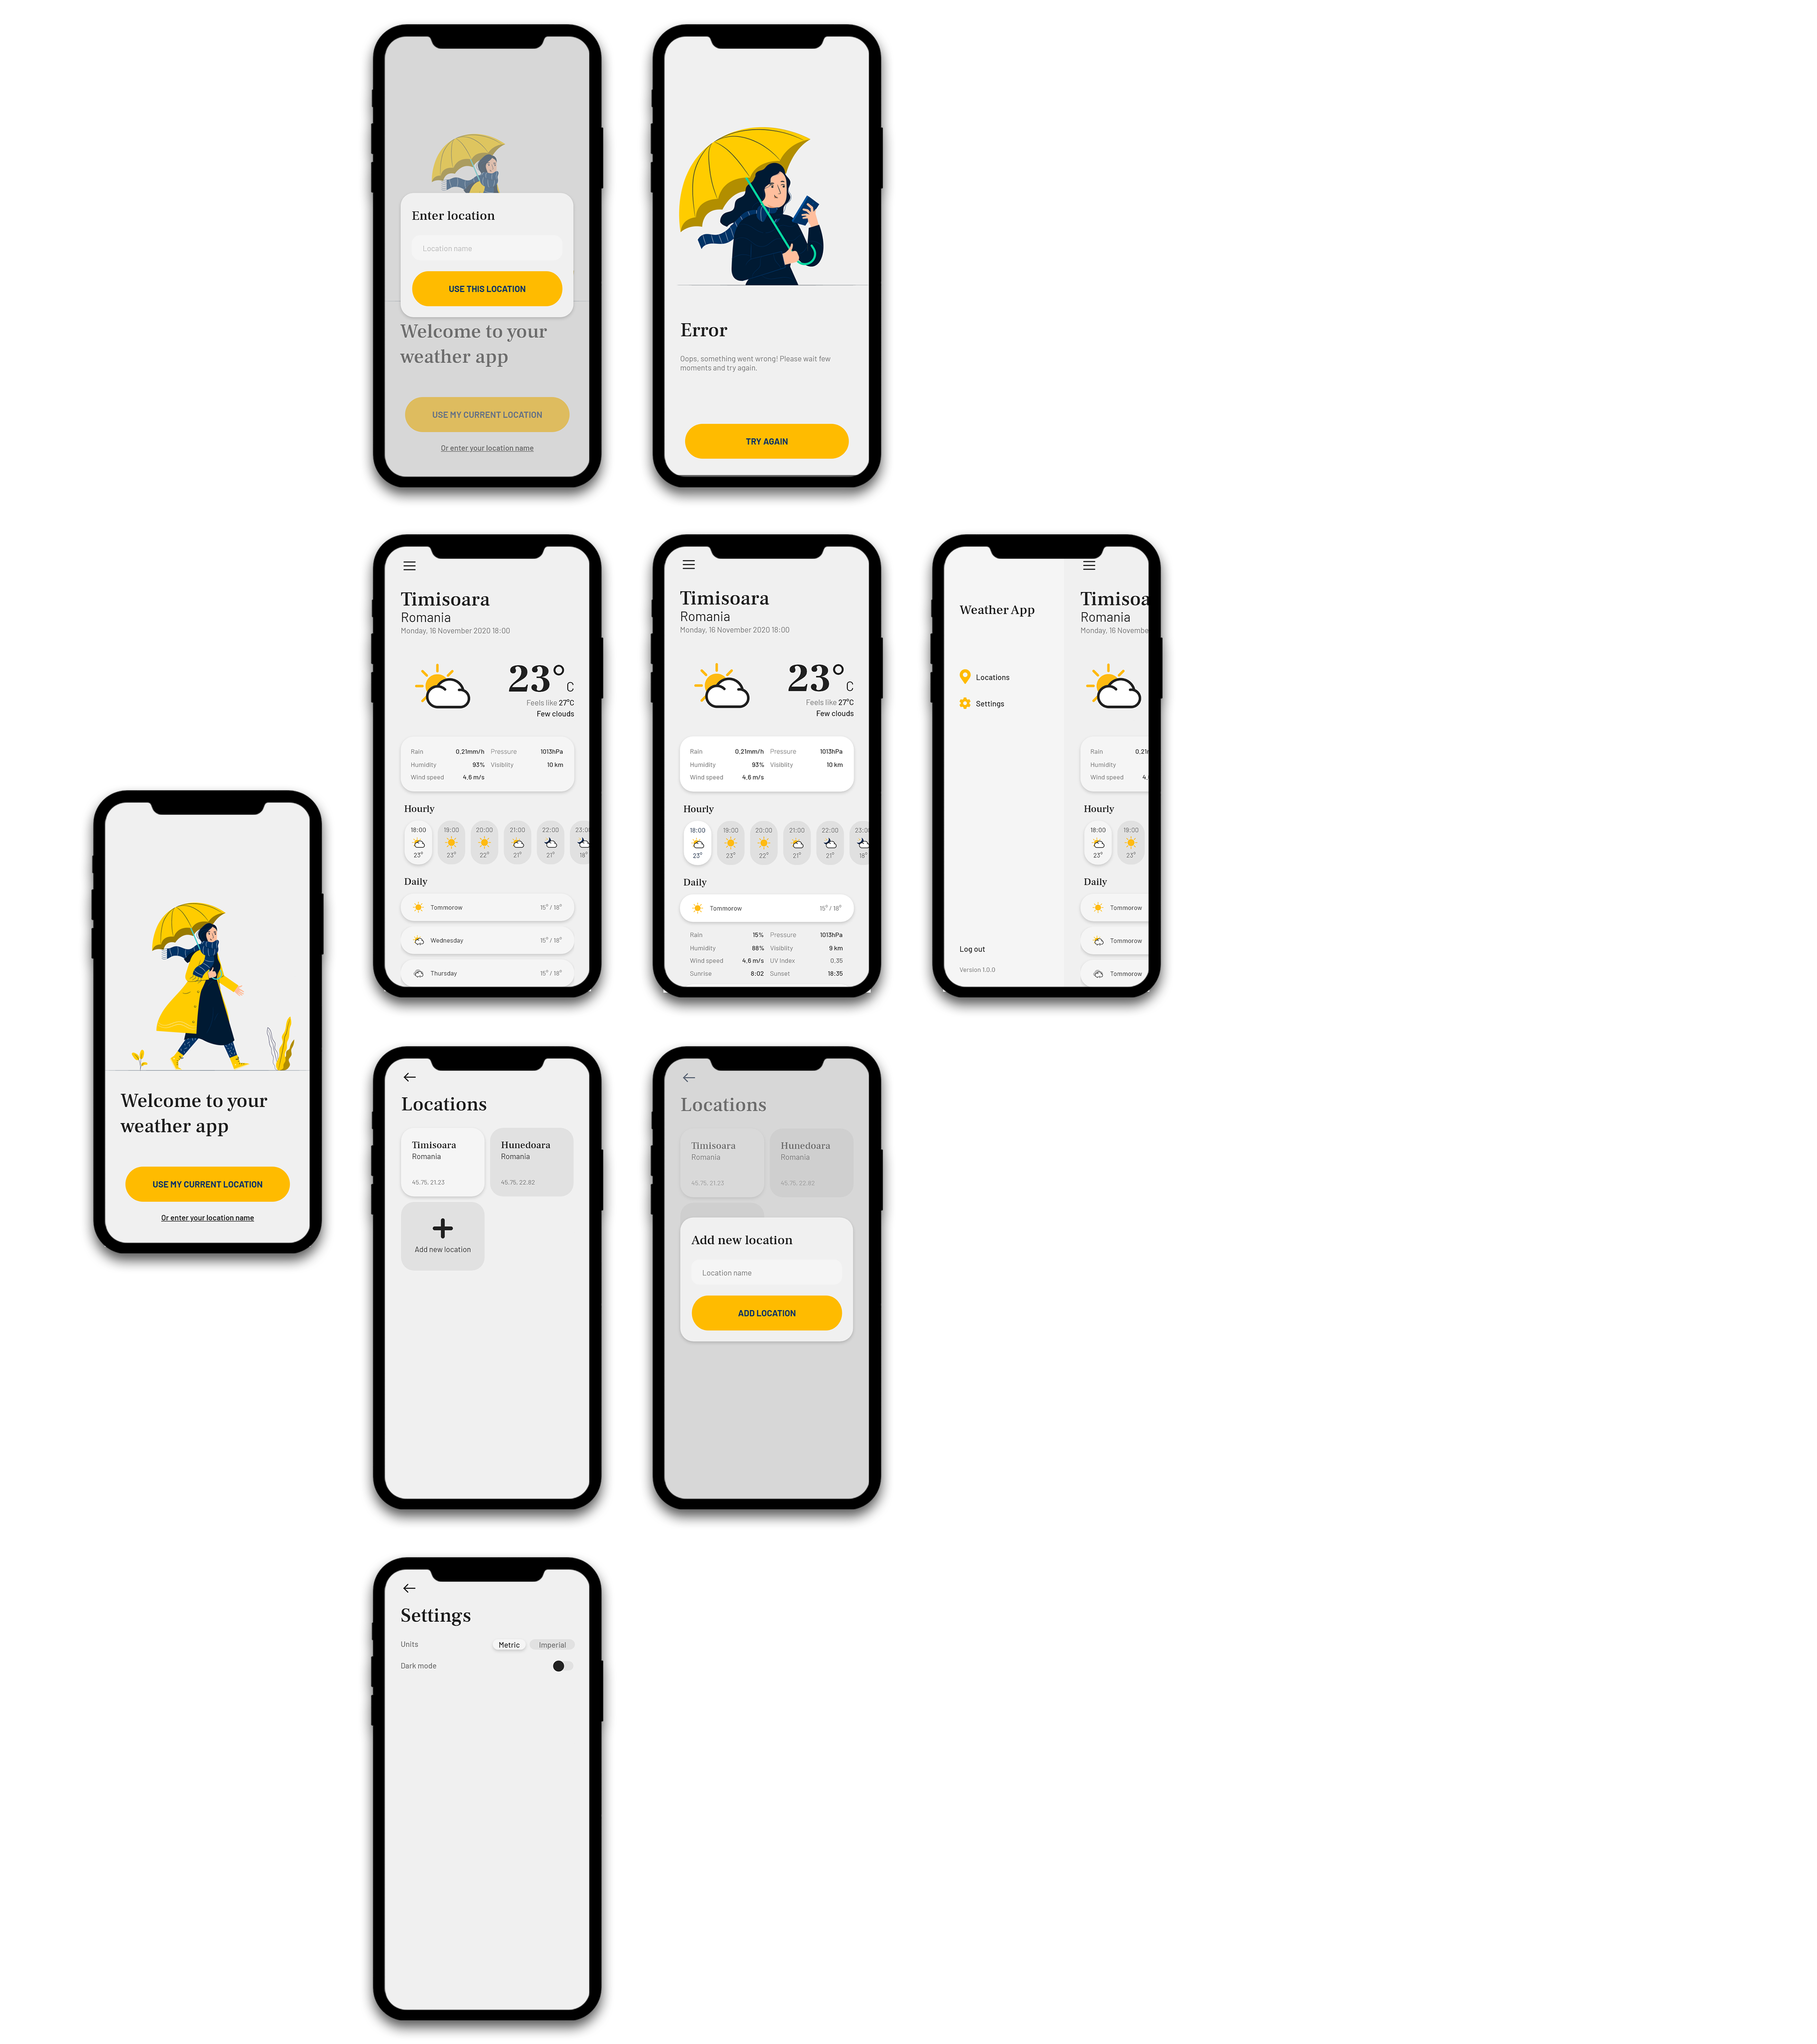 Enter location
Location name
USE THIS LOCATION
Welcome to your
weather app
USE MY CURRENT LOCATION
Or enter your location name
Error
Oops, something went wrong! Please wait few
moments and try again.
TRY AGAIN
Timisoara
Romania
Monday, 16 November 2020 18:00
23° C
Feels like 27°C
Few clouds
Rain 0.21mm/h Pressure 1013hPa
Humidity 93% Visiblity 10 km
Wind speed 4.6 m/s
Hourly
18:00 19:00 20:00 21:00 22:00 23:0
23° 23° 22° 21° 21° 18°
Daily
Tommorow 15° / 18°
Wednesday 15° / 18°
Thursday 15° / 18°
Timisoara
Romania
Monday, 16 November 2020 18:00
23° C
Feels like 27°C
Few clouds
Rain 0.21mm/h Pressure 1013hPa
Humidity 93% Visiblity 10 km
Wind speed 4.6 m/s
Hourly
18:00 19:00 20:00 21:00 22:00 23:0
23° 23° 22° 21° 21° 18°
Daily
Tommorow 15° / 18°
Rain 15% Pressure 1013hPa
Humidity 88% Visiblity 9 km
Wind speed 4.6 m/s UV Index 0.35
Sunrise 8:02 Sunset 18:35
Weather App
Locations
Settings
Log out
Version 1.0.0
Timisoa
Romania
Monday, 16 Novembe
Rain 0.21
Humidity
Wind speed 4.
Hourly
18:00 19:00
23° 23°
Daily
Tommorow
Tommorow
Tommorow
Welcome to your
weather app
USE MY CURRENT LOCATION
Or enter your location name
Locations
Timisoara
Romania
45.75, 21.23
Hunedoara
Romania
45.75, 22.82
Add new location
Locations
Timisoara
Romania
45.75, 21.23
Hunedoara
Romania
45.75, 22.82
Add new location
Location name
ADD LOCATION
Settings
Units Metric Imperial
Dark mode